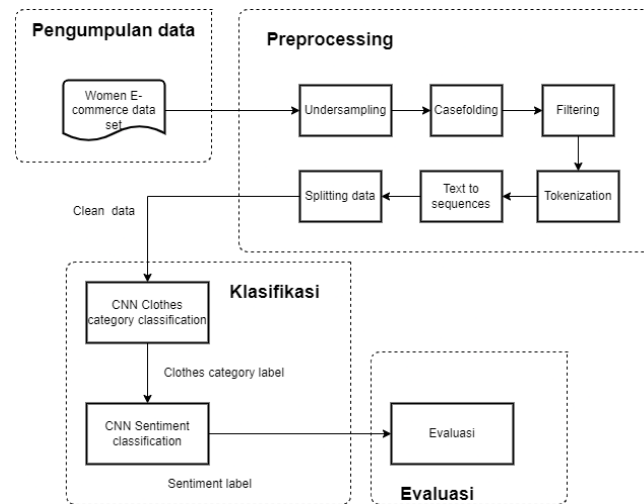 Pengumpulan data
Women E-
commerce data
set
Preprocessing
Undersampling
Casefolding
Filtering
Splitting data
Text to
sequences
Tokenization
Clean data
Klasifikasi
CNN Clothes
category classification
Clothes category label
CNN Sentiment
classification
Sentiment label
Evaluasi
Evaluasi